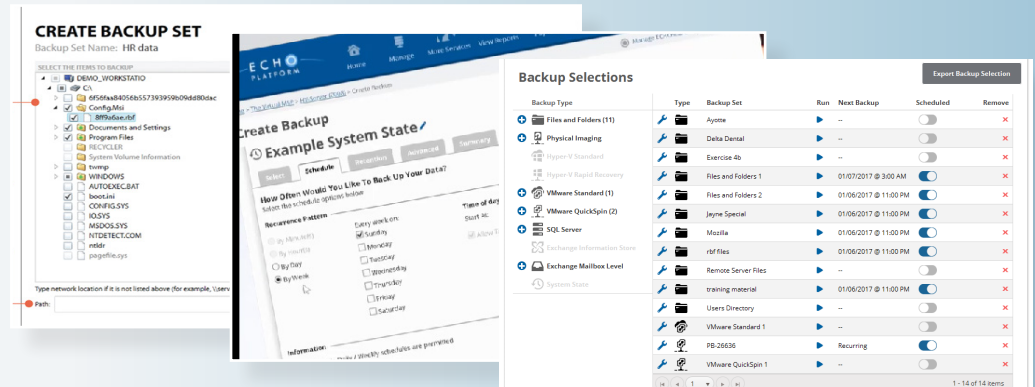 CREATE BACKUP SET
Backup Set Name: HR data
SELECT THE ITEMS TO BACKUP
DEMO_WORKSTATIO
C:\
6f56faa84056b557393959b09dd80dac
Config.Msi
8ff9a6ae.rbf
Documents and Settings
Program Files
RECYCLER
System Volume Information
twmp
WINDOWS
AUTOEXEC.BAT
boot.ini
CONFIG.SYS
IO.SYS
MSDOS.SYS
NTDETECT.COM
ntldr
pagefile.sys
Type network location if it is not listed above (for example, \\serv
Path:
ECHO
PLATFORM
Home
Manage
More Services
View Reports
Create Backup
Create Backup
Example System State
Select
Schedule
Retention
Advanced
Summary
How Often Would You Like To Back Up Your Data?
Select the schedule options below
Recurrence Pattern
By Minute(s)
By Hour(s)
By Day
By Week
Every week on
Sunday
Monday
Tuesday
Wednesday
Thursday
Friday
Saturday
Time of day
Start At:
Information
/ Weekly schedules are permitted
Backup Selections
Export Backup Selection
Backup Type
Files and Folders (11)
Physical Imaging
Hyper-V Standard
Hyper-V Rapid Recovery
VMware Standard (1)
VMware QuickSpin (2)
SQL Server
Exchange Information Store
Exchange Mailbox Level
System State
Type Backup Set Run Next Backup Scheduled Remove
Ayotte --
Delta Dental --
Exercise 4b --
Files and Folders 1 01/07/2017 @ 3:00 AM
Files and Folders 2 01/06/2017 @ 11:00 PM
Jayne Special 01/06/2017 @ 11:00 PM
Mozilla 01/06/2017 @ 11:00 PM
rbf files 01/06/2017 @ 11:00 PM
Remote Server Files --
training material 01/06/2017 @ 11:00 PM
Users Directory --
VMware Standard 1 --
PB-26636 Recurring
VMware QuickSpin 1 --
1
1 - 14 of 14 items